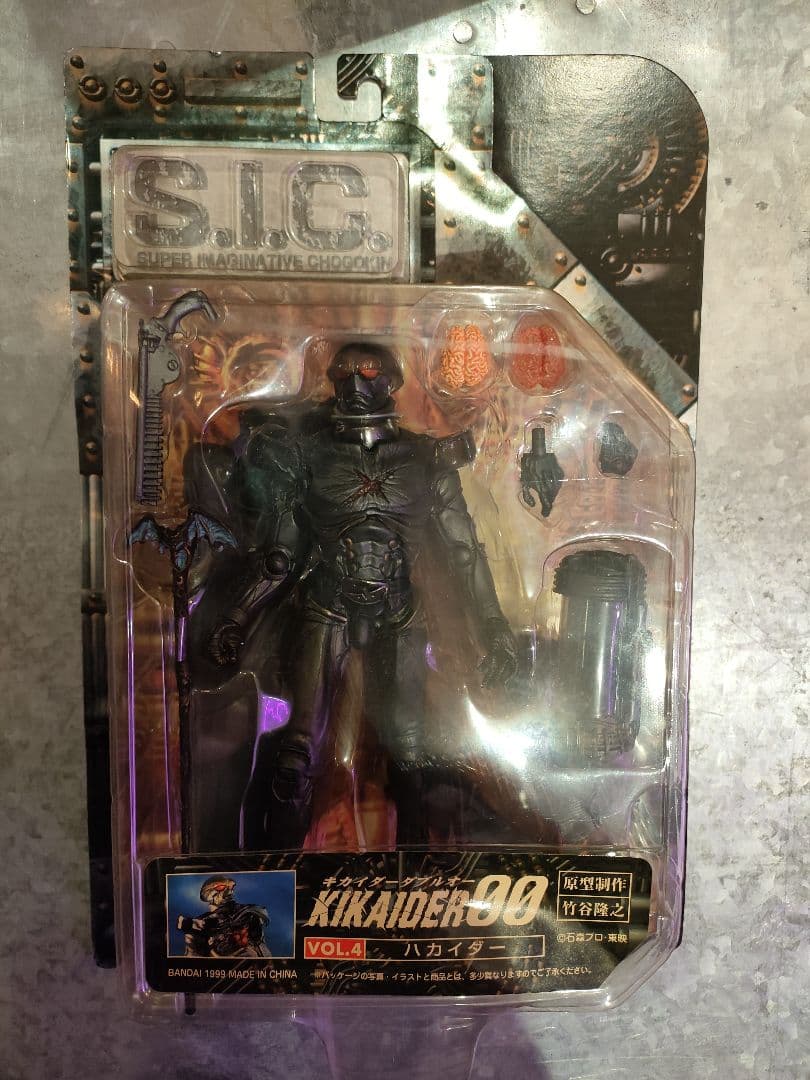 S.I.C.
SUPER IMAGINATIVE CHOGOKIN
キカイダーダブルオー
KIKAIDER00
原型制作
竹谷隆之
VOL.4 ハカイダー
©石森プロ・東映
BANDAI 1999 MADE IN CHINA
※パッケージの写真・イラストと商品とは、多少異なりますのでご了承ください。